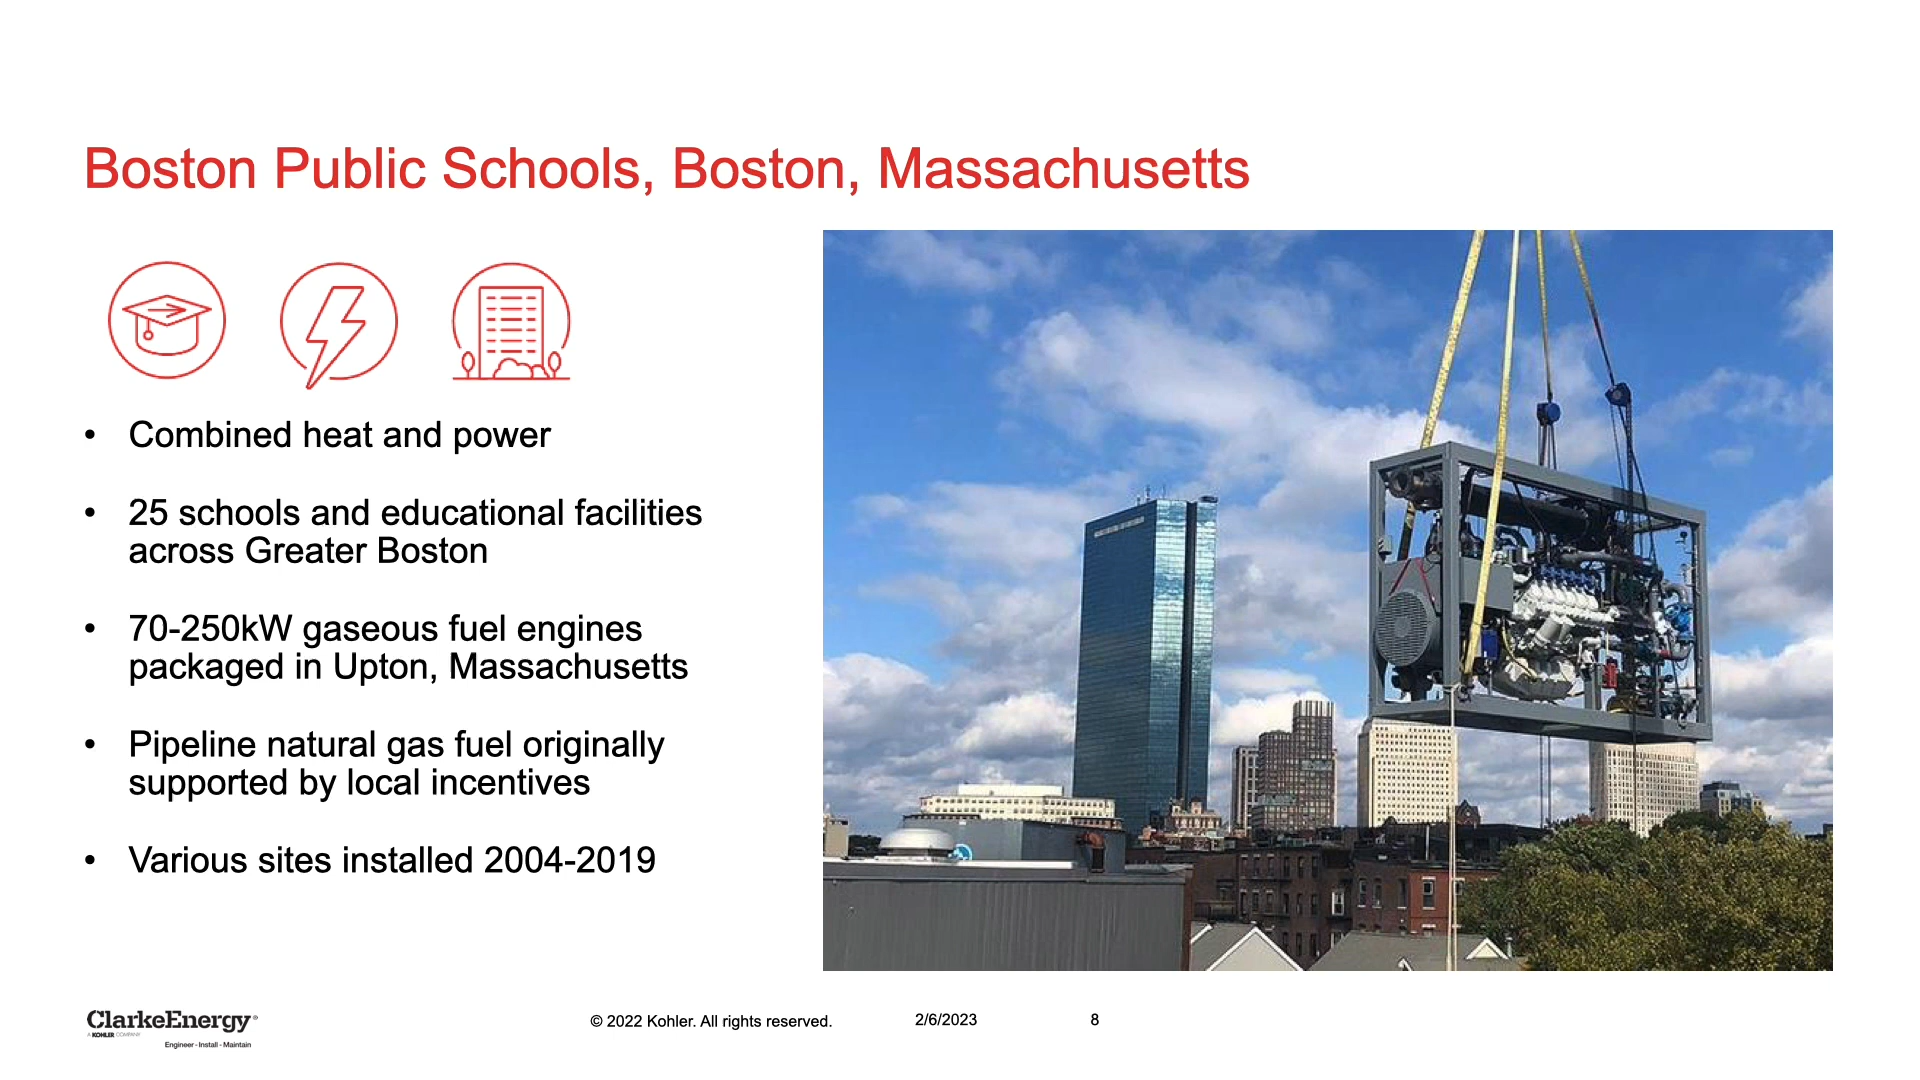 Boston Public Schools, Boston, Massachusetts
• Combined heat and power
• 25 schools and educational facilities
across Greater Boston
• 70-250kW gaseous fuel engines
packaged in Upton, Massachusetts
• Pipeline natural gas fuel originally
supported by local incentives
• Various sites installed 2004-2019
ClarkeEnergy®
A KOHLER COMPANY
Engineer - Install - Maintain
© 2022 Kohler. All rights reserved.
2/6/2023
8